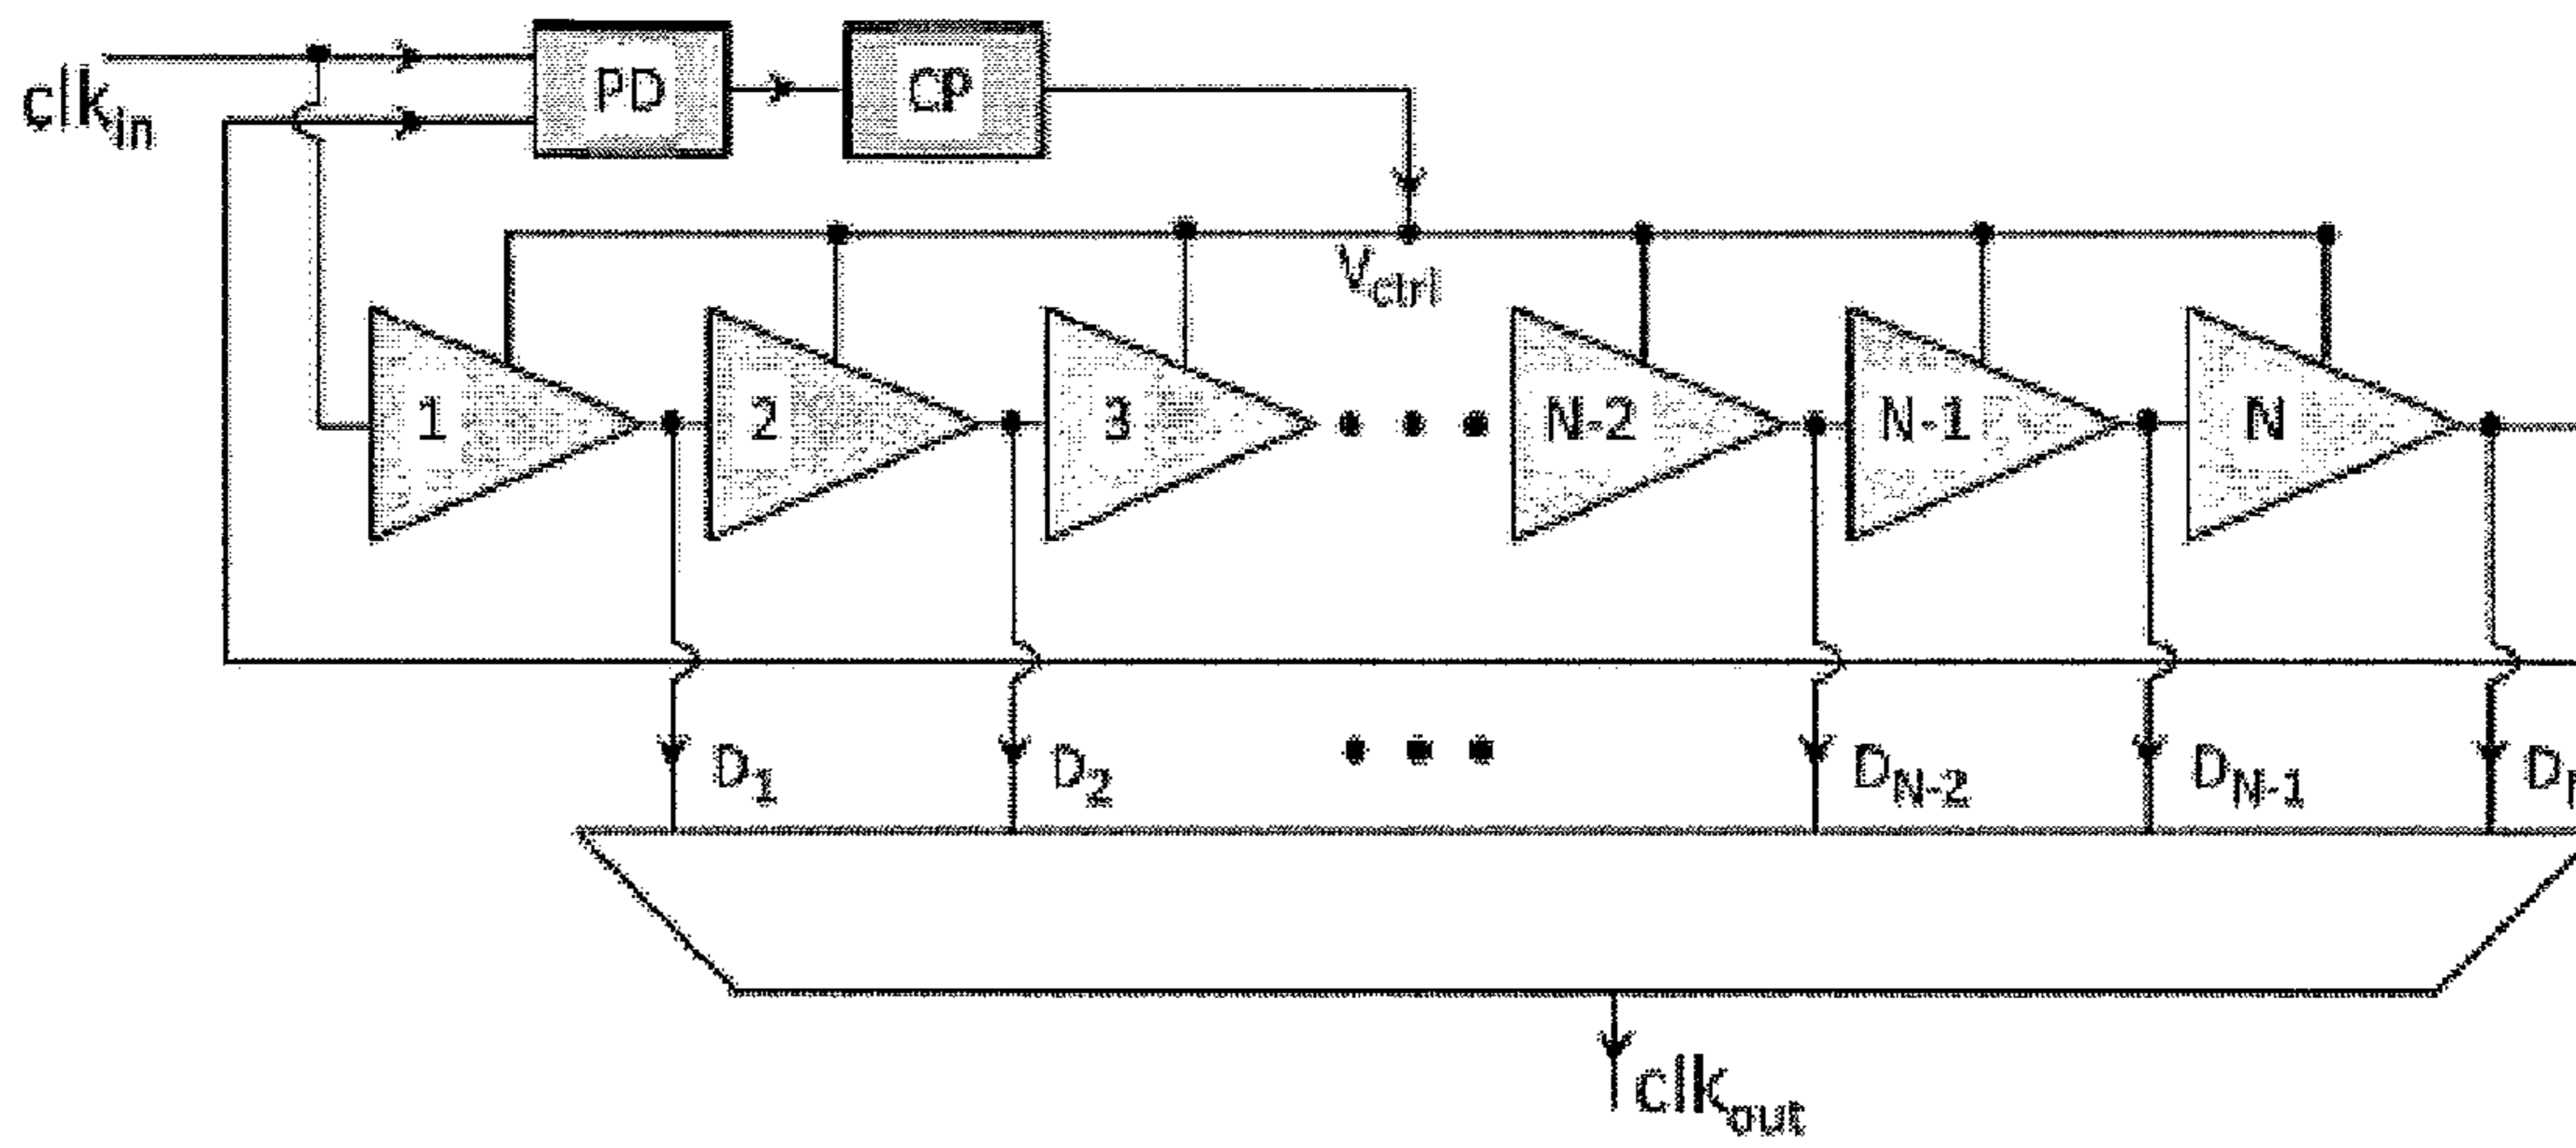 clk_in
PD
CP
V_ctrl
1 2 3 N-2 N-1 N
D_1 D_2 D_N-2 D_N-1
clk_out